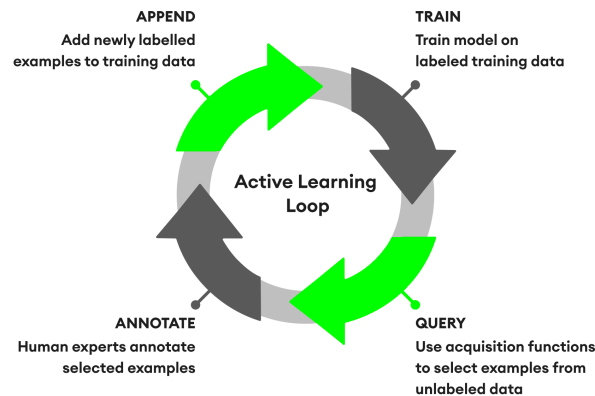 APPEND
Add newly labelled
examples to training data
TRAIN
Train model on
labeled training data
Active Learning
Loop
ANNOTATE
Human experts annotate
selected examples
QUERY
Use acquisition functions
to select examples from
unlabeled data